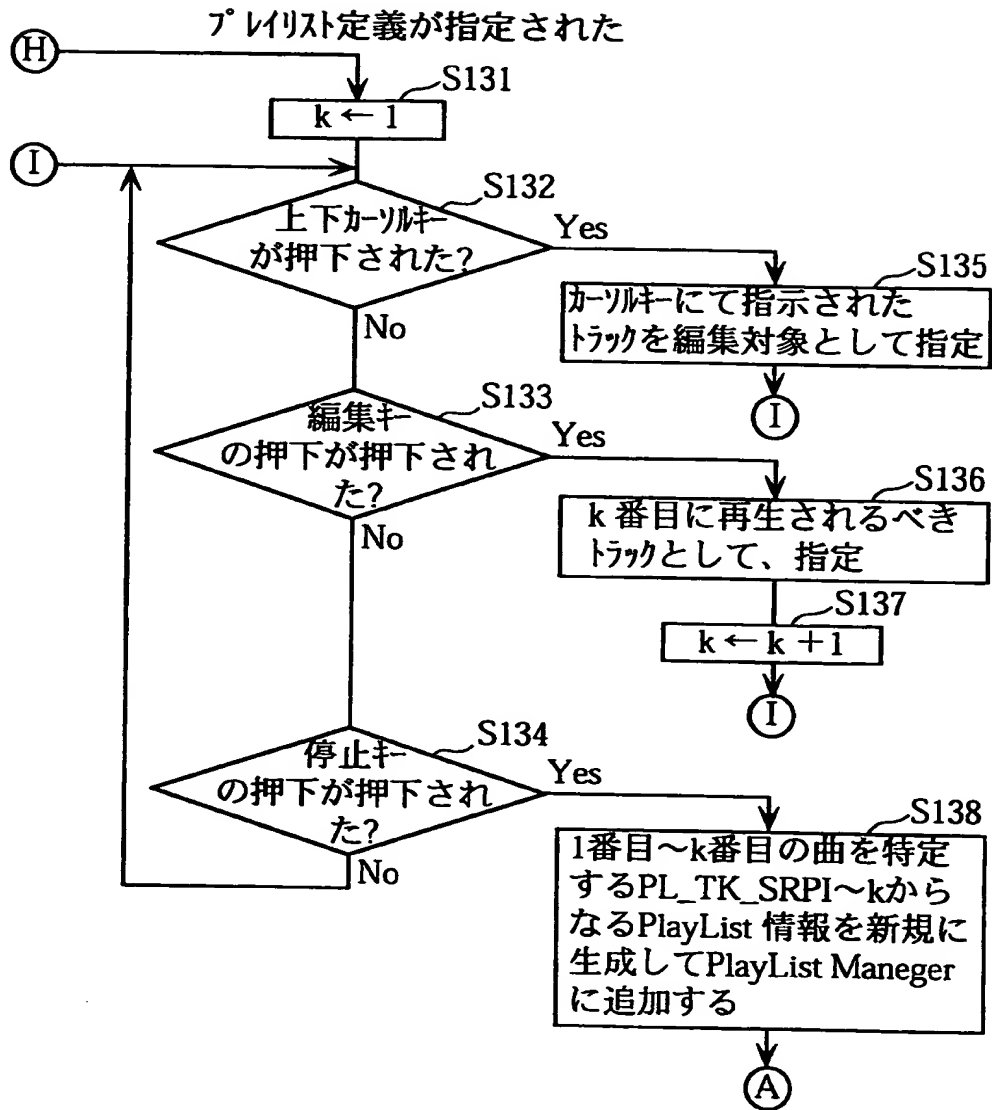 プレイリスト定義が指定された
H
S131
k ← 1
I
S132
上下カーソルキー
が押下された?
Yes
No
S135
カーソルキーにて指示された
トラックを編集対象として指定
I
S133
編集キー
の押下が押下され
た?
Yes
No
S136
k 番目に再生されるべき
トラックとして、指定
S137
k ← k +1
I
S134
停止キー
の押下が押下され
た?
Yes
No
S138
1番目～k番目の曲を特定
するPL_TK_SRPI～kから
なるPlayList 情報を新規に
生成してPlayList Maneger
に追加する
A